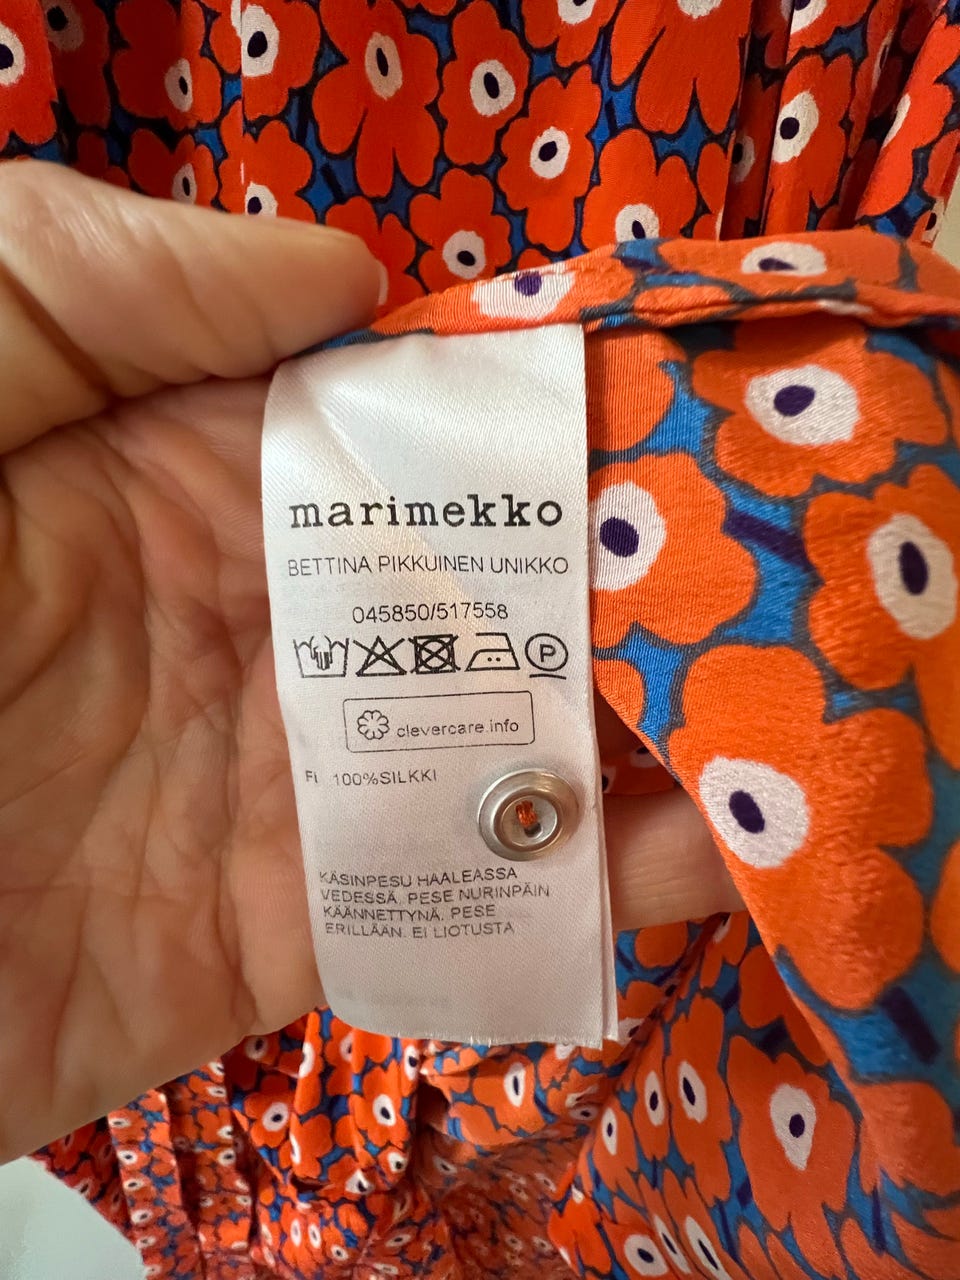 marimekko
BETTINA PIKKUINEN UNIKKO
045850/517558
P
clevercare.info
FI 100%SILKKI
KÄSINPESU HAALEASSA
VEDESSÄ. PESE NURINPÄIN
KÄÄNNETTYNÄ. PESE
ERILLÄÄN. EI LIOTUSTA